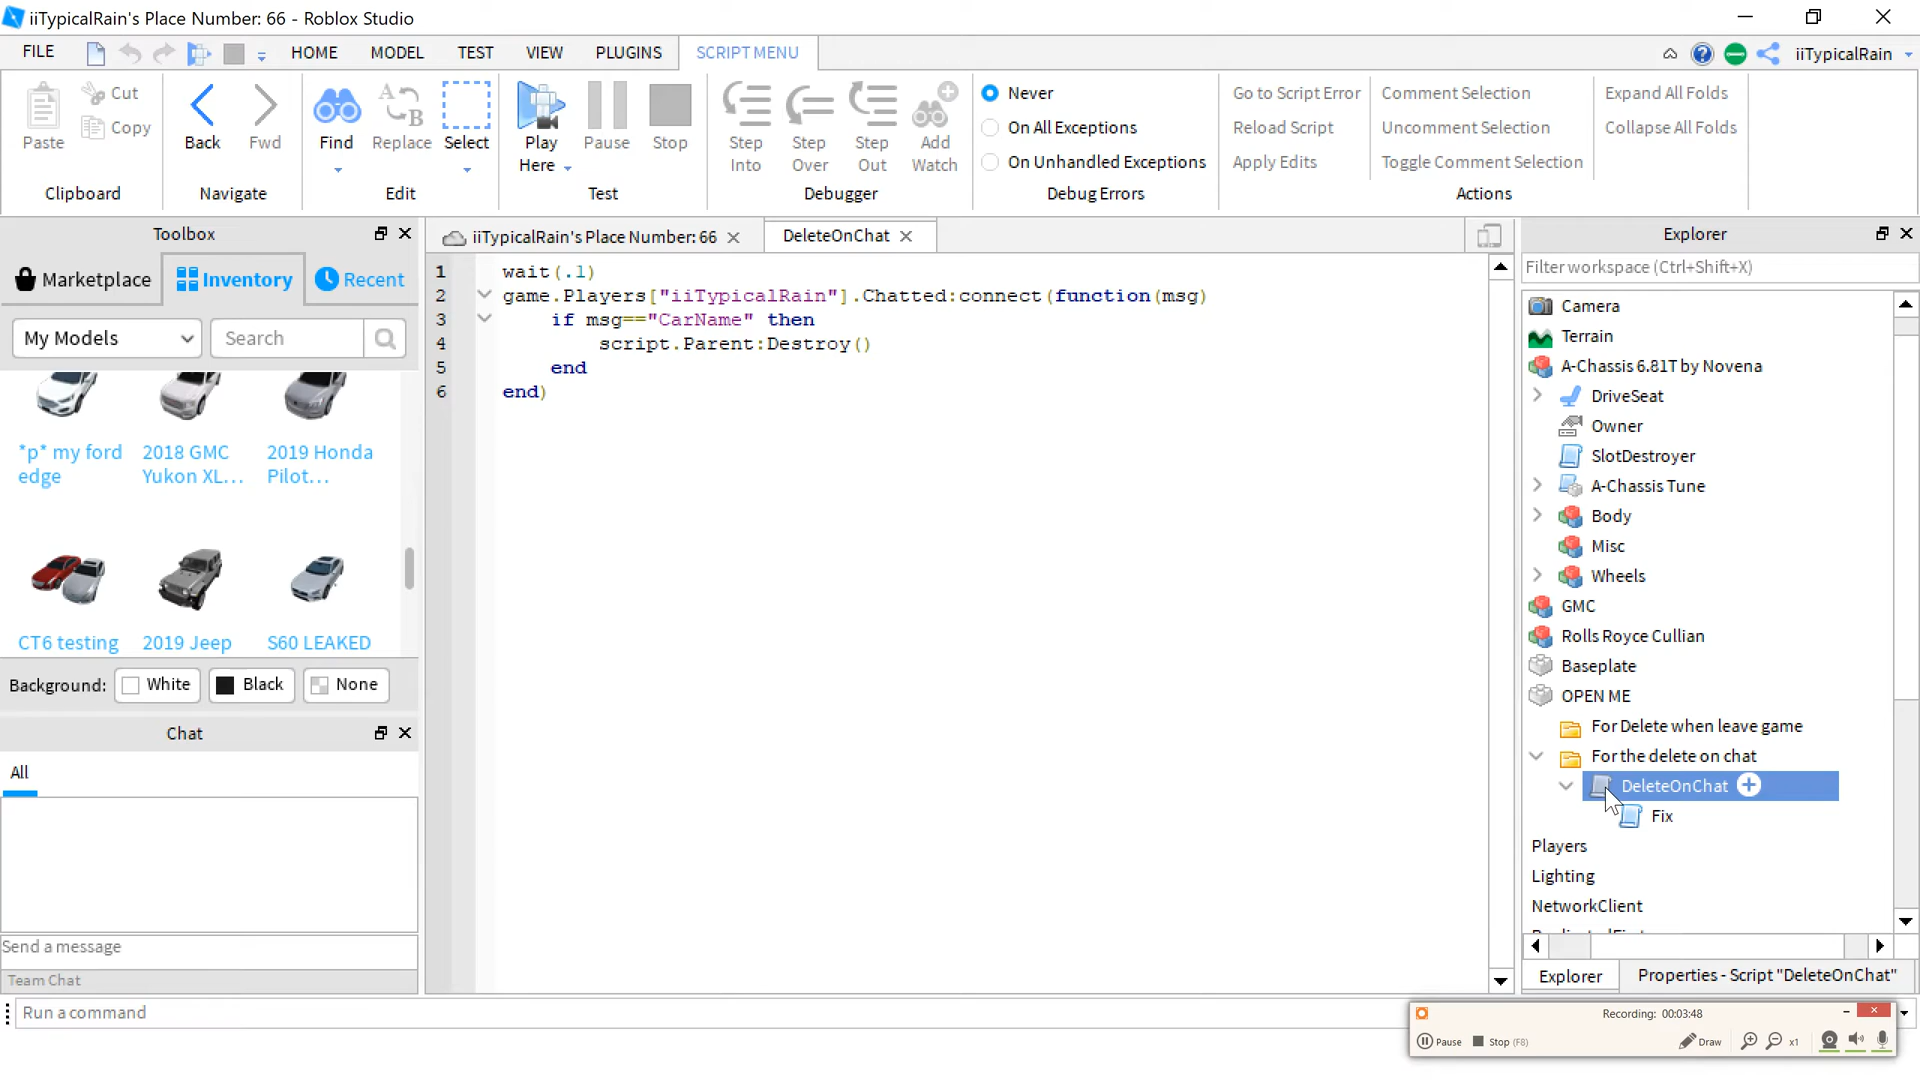 iiTypicalRain's Place Number: 66 - Roblox Studio
FILE HOME MODEL TEST VIEW PLUGINS SCRIPT MENU iiTypicalRain
Paste Cut Copy Back Fwd Find Replace Select Play Here Pause Stop Step Into Step Over Step Out Add Watch
Never Go to Script Error Comment Selection Expand All Folds
On All Exceptions Reload Script Uncomment Selection Collapse All Folds
On Unhandled Exceptions Apply Edits Toggle Comment Selection
Clipboard Navigate Edit Test Debugger Debug Errors Actions
Toolbox
Marketplace Inventory Recent
My Models Search
*p* my ford edge
2018 GMC Yukon XL...
2019 Honda Pilot...
CT6 testing 2019 Jeep S60 LEAKED
Background: White Black None
Chat
All
Send a message
Team Chat
Run a command
iiTypicalRain's Place Number: 66 DeleteOnChat
1 wait(.1)
2 game.Players["iiTypicalRain"].Chatted:connect(function(msg)
3 if msg=="CarName" then
4 script.Parent:Destroy()
5 end
6 end)
Explorer
Filter workspace (Ctrl+Shift+X)
Camera
Terrain
A-Chassis 6.81T by Novena
DriveSeat
Owner
SlotDestroyer
A-Chassis Tune
Body
Misc
Wheels
GMC
Rolls Royce Cullian
Baseplate
OPEN ME
For Delete when leave game
For the delete on chat
DeleteOnChat
Fix
Players
Lighting
NetworkClient
Explorer Properties - Script "DeleteOnChat"
Recording: 00:03:48
Pause Stop (F8) Draw x1